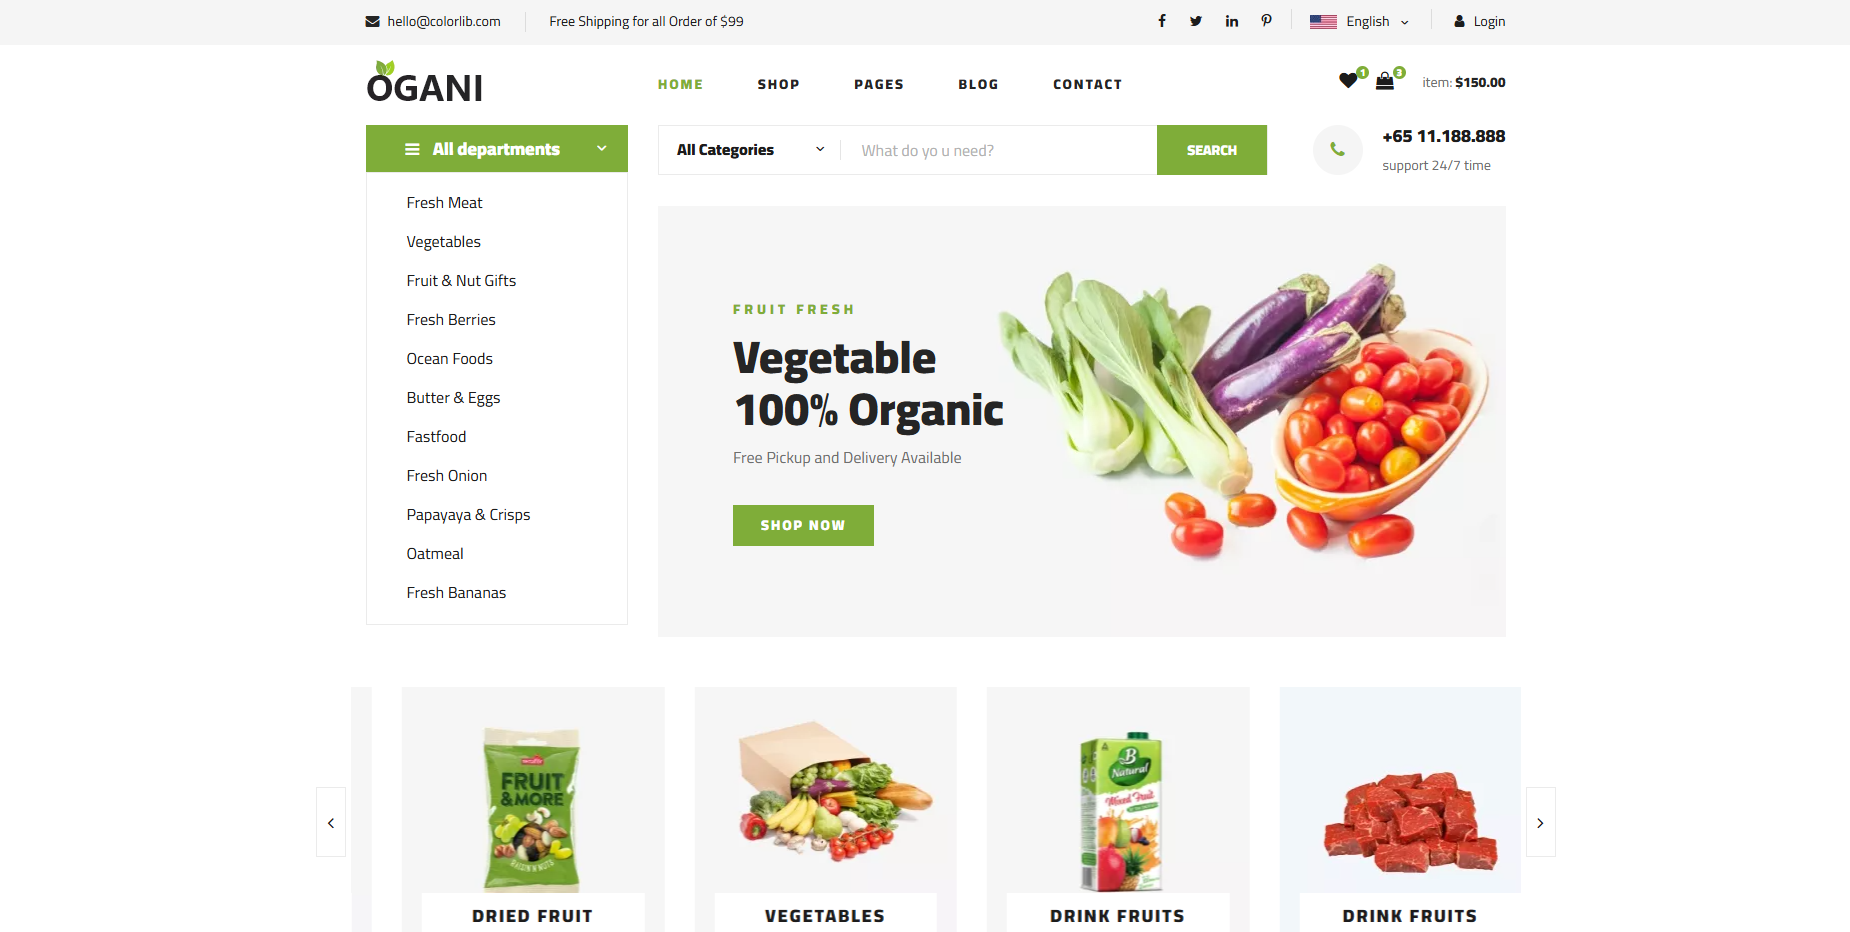 hello@colorlib.com
Free Shipping for all Order of $99
English
Login
OGANI
HOME
SHOP
PAGES
BLOG
CONTACT
1
3
item: $150.00
All departments
All Categories
What do yo u need?
SEARCH
+65 11.188.888
support 24/7 time
Fresh Meat
Vegetables
Fruit & Nut Gifts
Fresh Berries
Ocean Foods
Butter & Eggs
Fastfood
Fresh Onion
Papayaya & Crisps
Oatmeal
Fresh Bananas
FRUIT FRESH
Vegetable
100% Organic
Free Pickup and Delivery Available
SHOP NOW
FRUIT
& MORE
B
Natural
Mixed Fruit
DRIED FRUIT
VEGETABLES
DRINK FRUITS
DRINK FRUITS